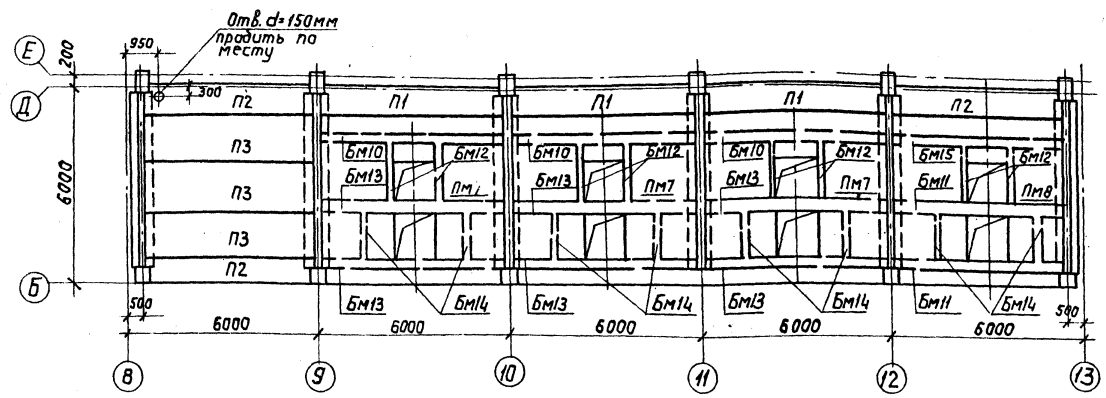 Отв. d=150мм
пробить по
месту
950
Е
200
Д
300
П2
П1
П1
П1
П2
П3
Бм10
Бм12
Бм10
Бм12
Бм10
Бм12
Бм15
Бм12
Бм13
Бм13
Пм7
Бм13
Пм7
Бм11
Пм8
6000
П3
П3
П2
Б
Бм13
Бм14
Бм13
Бм14
Бм13
Бм14
Бм11
Бм14
500
6000
6000
6000
6000
6000
500
8
9
10
11
12
13